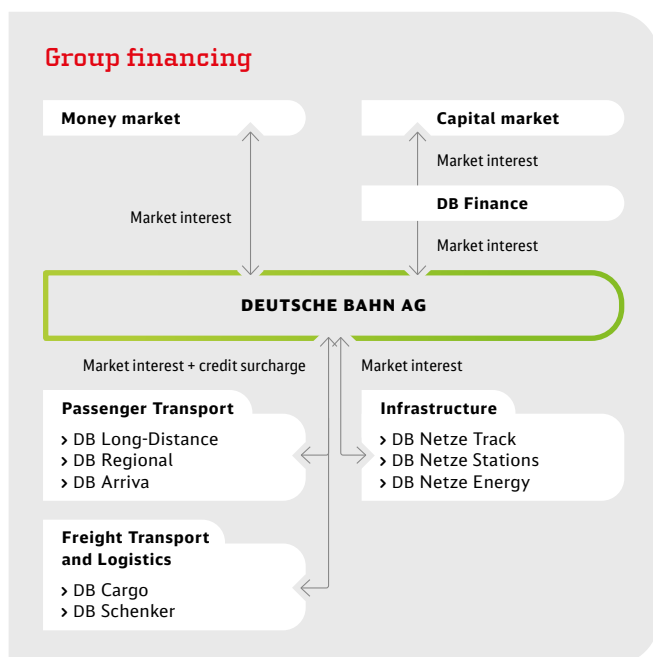 Group financing
Money market
Capital market
Market interest
DB Finance
Market interest
Market interest
DEUTSCHE BAHN AG
Market interest + credit surcharge
Market interest
Passenger Transport
› DB Long-Distance
› DB Regional
› DB Arriva
Infrastructure
› DB Netze Track
› DB Netze Stations
› DB Netze Energy
Freight Transport
and Logistics
› DB Cargo
› DB Schenker